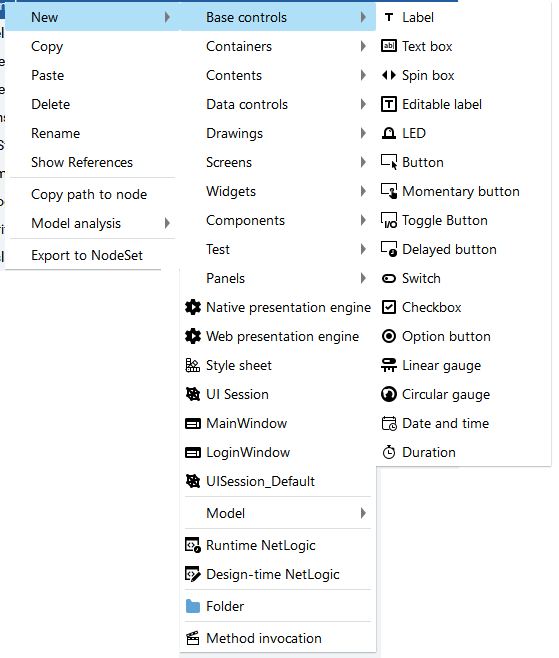 New
Copy
Paste
Delete
Rename
Show References
Copy path to node
Model analysis
Export to NodeSet
Base controls
Containers
Contents
Data controls
Drawings
Screens
Widgets
Components
Test
Panels
Native presentation engine
Web presentation engine
Style sheet
UI Session
MainWindow
LoginWindow
UISession_Default
Model
Runtime NetLogic
Design-time NetLogic
Folder
Method invocation
Label
Text box
Spin box
Editable label
LED
Button
Momentary button
Toggle Button
Delayed button
Switch
Checkbox
Option button
Linear gauge
Circular gauge
Date and time
Duration